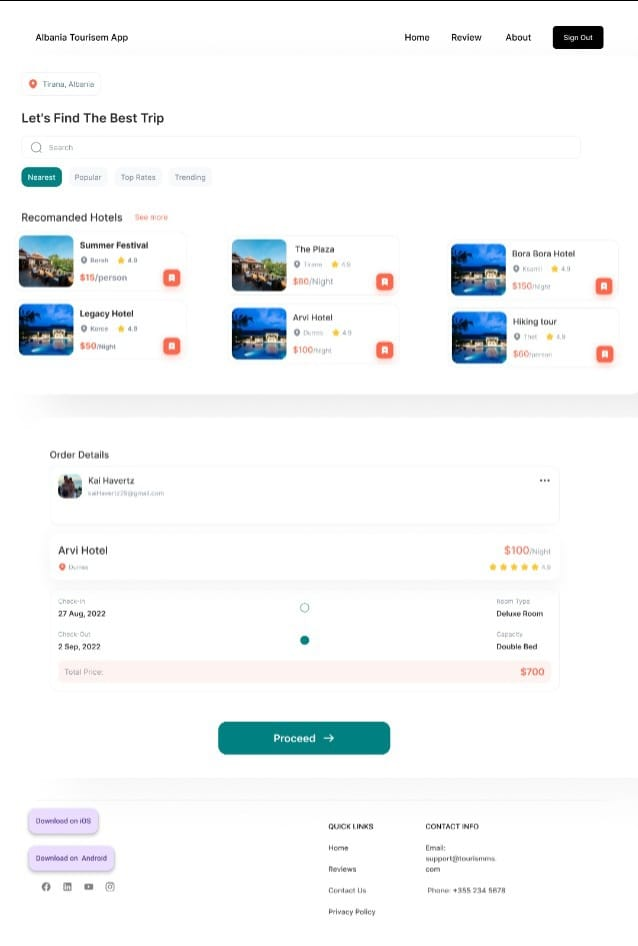 Albania Tourisem App
Home Review About Sign Out
Tirana, Albania
Let's Find The Best Trip
Search
Nearest Popular Top Rates Trending
Recomanded Hotels See more
Summer Festival
Berah 4.9
$15/person
The Plaza
Tirane 4.9
$80/Night
Bora Bora Hotel
Ksamil 4.9
$150/Night
Legacy Hotel
Korce 4.9
$50/Night
Arvi Hotel
Durres 4.9
$100/Night
Hiking tour
Thet 4.9
$60/person
Order Details
Kai Havertz
kaiHavertz29@gmail.com
Arvi Hotel
$100/Night
Durres
4.9
Check-In
27 Aug, 2022
Room Type
Deluxe Room
Check-Out
2 Sep, 2022
Capacity
Double Bed
Total Price: $700
Proceed →
Download on iOS
Download on Android
QUICK LINKS
Home
Reviews
Contact Us
Privacy Policy
CONTACT INFO
Email:
support@tourismms.
com
Phone: +355 234 5678